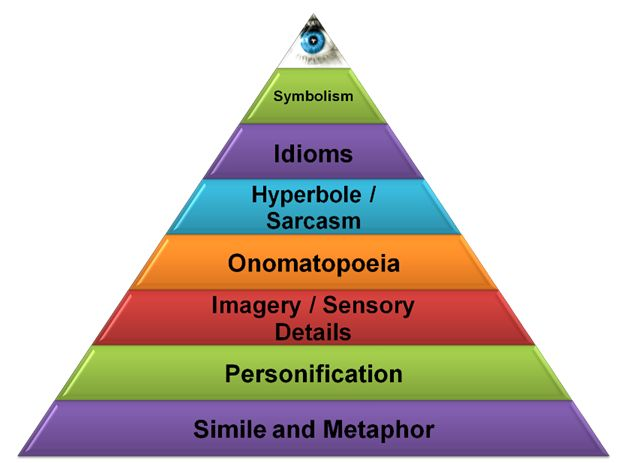 Symbolism
Idioms
Hyperbole /
Sarcasm
Onomatopoeia
Imagery / Sensory
Details
Personification
Simile and Metaphor